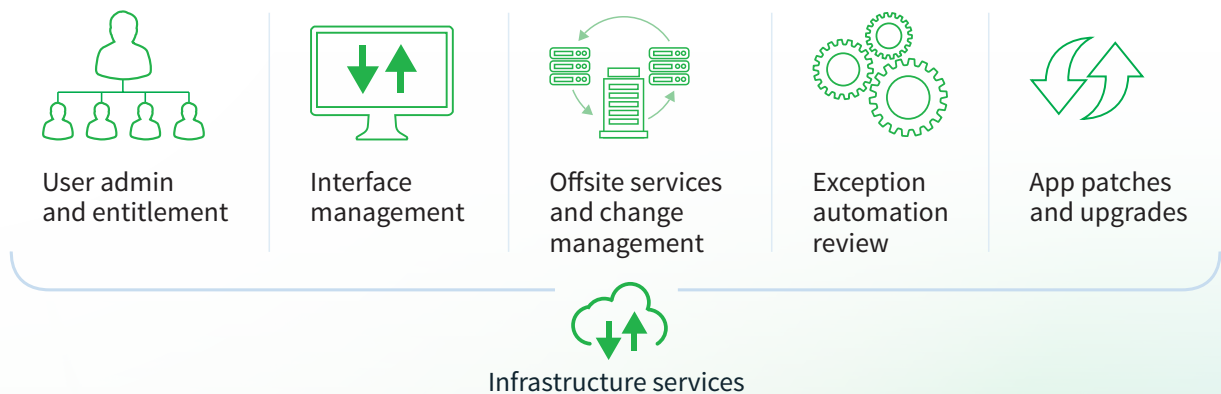 User admin
and entitlement
Interface
management
Offsite services
and change
management
Exception
automation
review
App patches
and upgrades
Infrastructure services